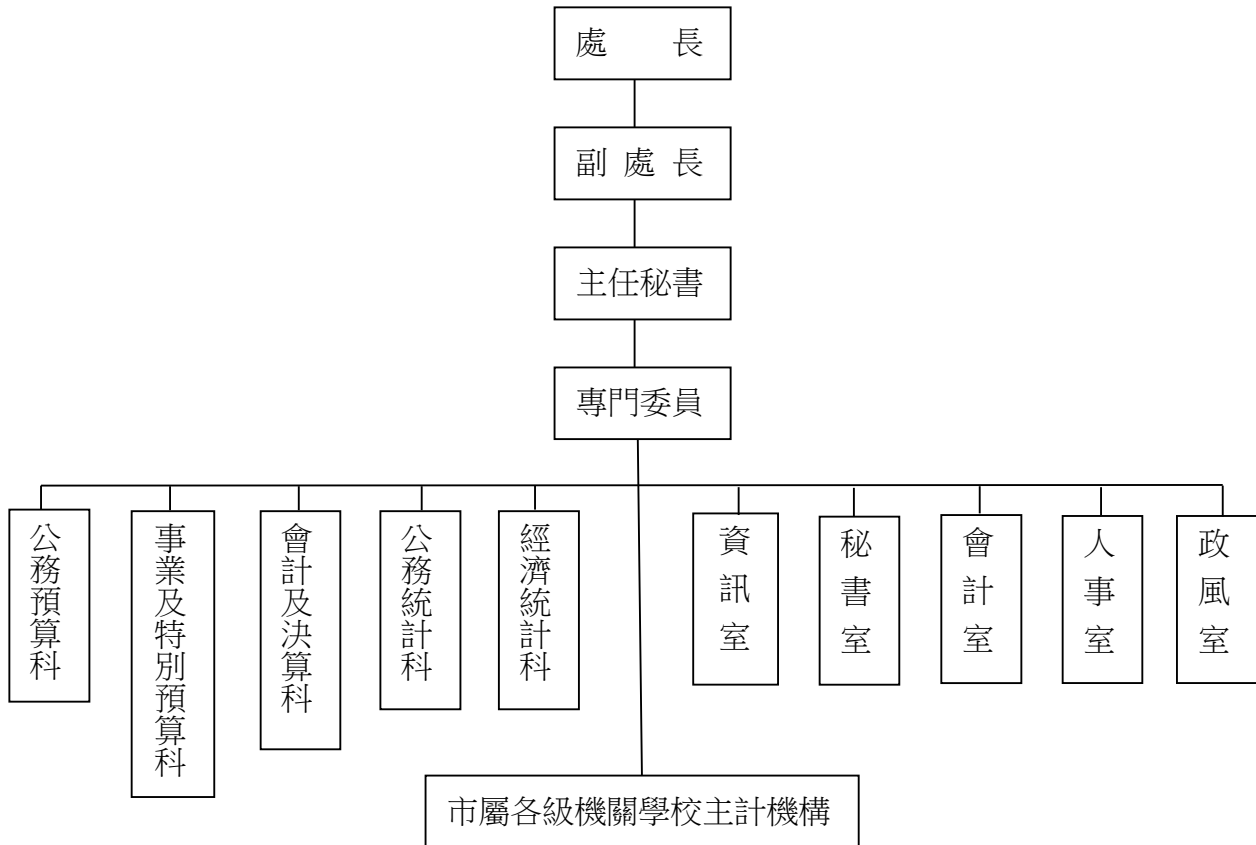 處　　長
副 處 長
主任秘書
專門委員
公務預算科
事業及特別預算科
會計及決算科
公務統計科
經濟統計科
資訊室
秘書室
會計室
人事室
政風室
市屬各級機關學校主計機構